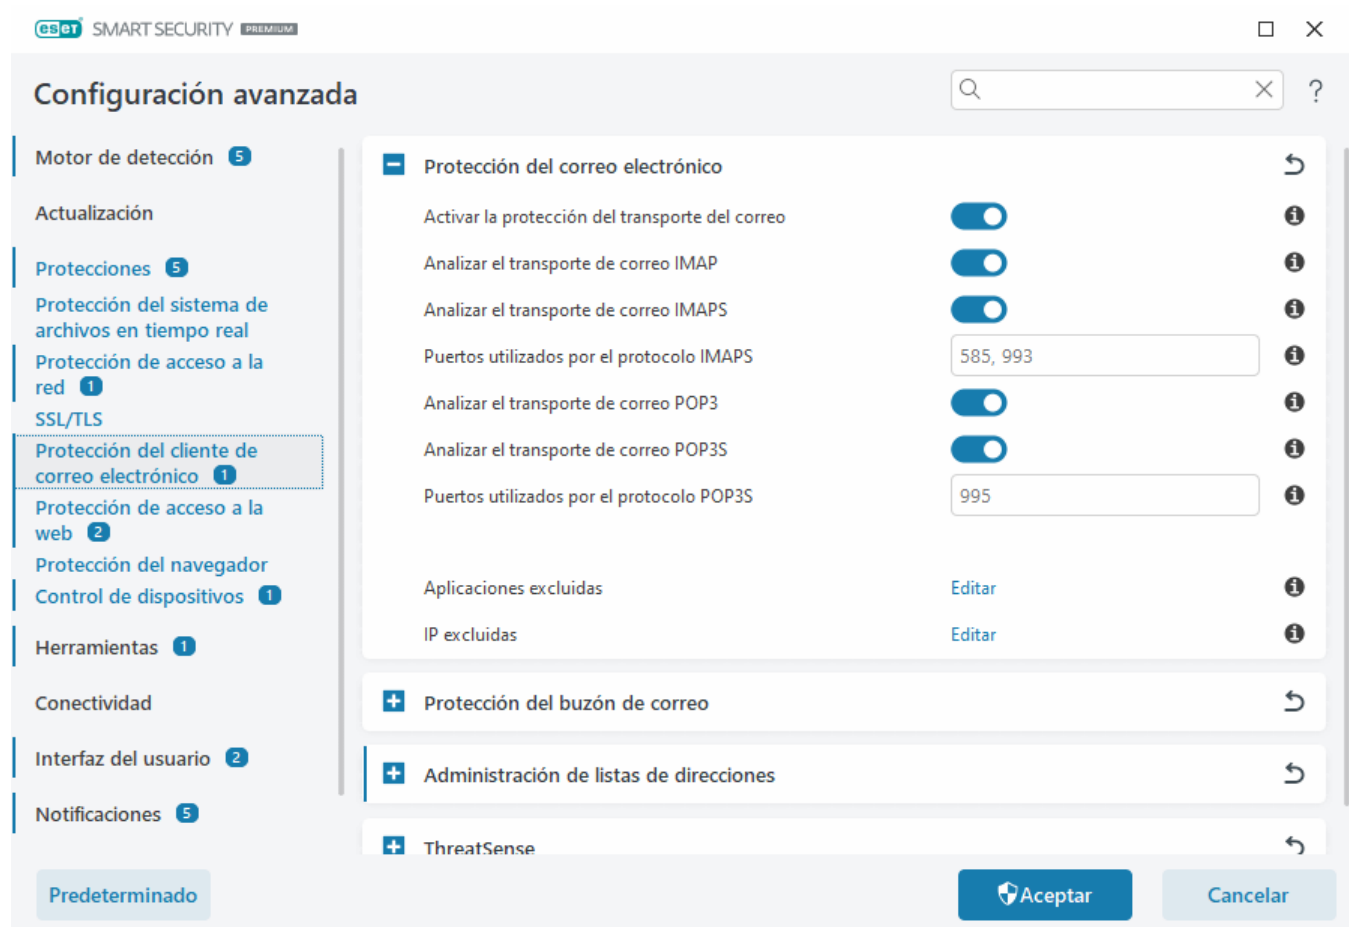 eset SMART SECURITY PREMIUM
Configuración avanzada
?
Motor de detección 5
Actualización
Protecciones 5
Protección del sistema de
archivos en tiempo real
Protección de acceso a la
red 1
SSL/TLS
Protección del cliente de
correo electrónico 1
Protección de acceso a la
web 2
Protección del navegador
Control de dispositivos 1
Herramientas 1
Conectividad
Interfaz del usuario 2
Notificaciones 5
Protección del correo electrónico
Activar la protección del transporte del correo
Analizar el transporte de correo IMAP
Analizar el transporte de correo IMAPS
Puertos utilizados por el protocolo IMAPS 585, 993
Analizar el transporte de correo POP3
Analizar el transporte de correo POP3S
Puertos utilizados por el protocolo POP3S 995
Aplicaciones excluidas Editar
IP excluidas Editar
Protección del buzón de correo
Administración de listas de direcciones
ThreatSense
Predeterminado
Aceptar
Cancelar